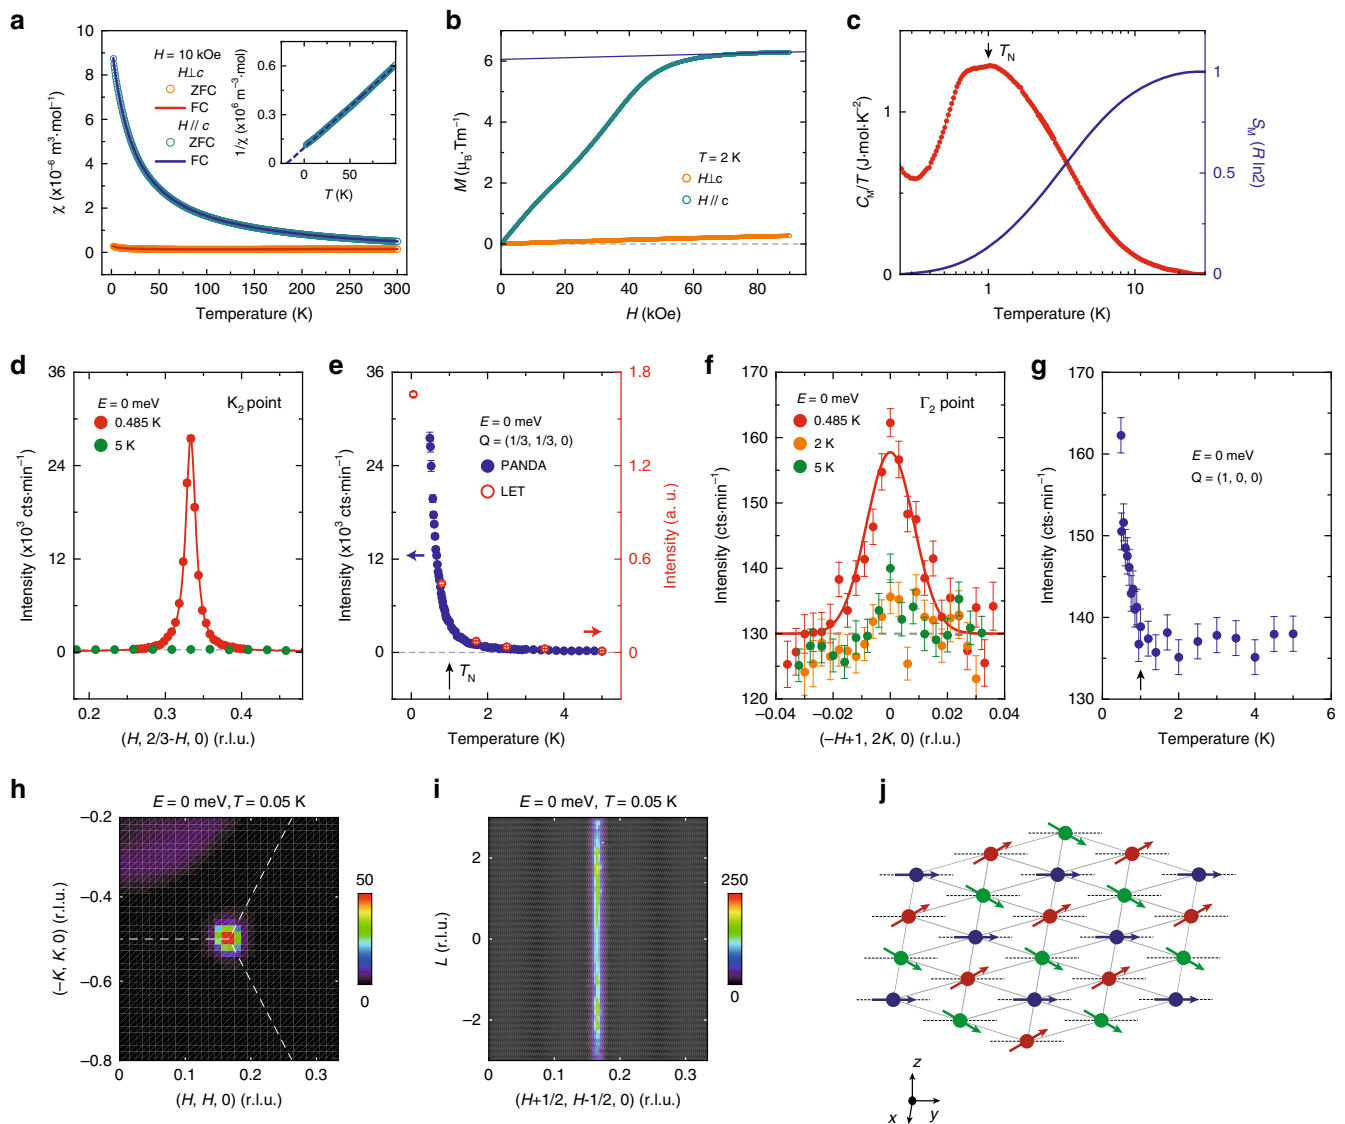 a
10
8
6
4
2
0
χ (x10⁻⁶ m³·mol⁻¹)
0
50
100
150
200
250
300
Temperature (K)
H = 10 kOe
H⊥c
ZFC
FC
H // c
ZFC
FC
0.6
0.3
0
1/χ (x10⁶ m⁻³·mol)
0
50
T (K)
b
6
4
2
0
M (μB·Tm⁻¹)
0
20
40
60
80
H (kOe)
T = 2 K
H⊥c
H // c
c
1
0
CM/T (J·mol·K⁻²)
TN
1
10
Temperature (K)
1
0.5
0
SM (R ln2)
d
36
24
12
0
Intensity (x10³ cts·min⁻¹)
E = 0 meV
0.485 K
5 K
K₂ point
0.2
0.4
(H, 2/3-H, 0) (r.l.u.)
e
36
24
12
0
Intensity (x10³ cts·min⁻¹)
E = 0 meV
Q = (1/3, 1/3, 0)
PANDA
LET
TN
0
2
4
Temperature (K)
1.8
1.2
0.6
0
Intensity (a. u.)
f
170
160
150
140
130
120
Intensity (cts·min⁻¹)
E = 0 meV
0.485 K
2 K
5 K
Γ₂ point
−0.04
−0.02
0
0.02
0.04
(−H+1, 2K, 0) (r.l.u.)
g
170
160
150
140
130
Intensity (cts·min⁻¹)
E = 0 meV
Q = (1, 0, 0)
0
2
4
6
Temperature (K)
h
E = 0 meV, T = 0.05 K
−0.2
−0.4
−0.6
−0.8
(−K, K, 0) (r.l.u.)
0
0.1
0.2
0.3
(H, H, 0) (r.l.u.)
50
0
i
E = 0 meV, T = 0.05 K
2
0
−2
L (r.l.u.)
0
0.1
0.2
0.3
(H+1/2, H-1/2, 0) (r.l.u.)
250
0
j
z
x
y